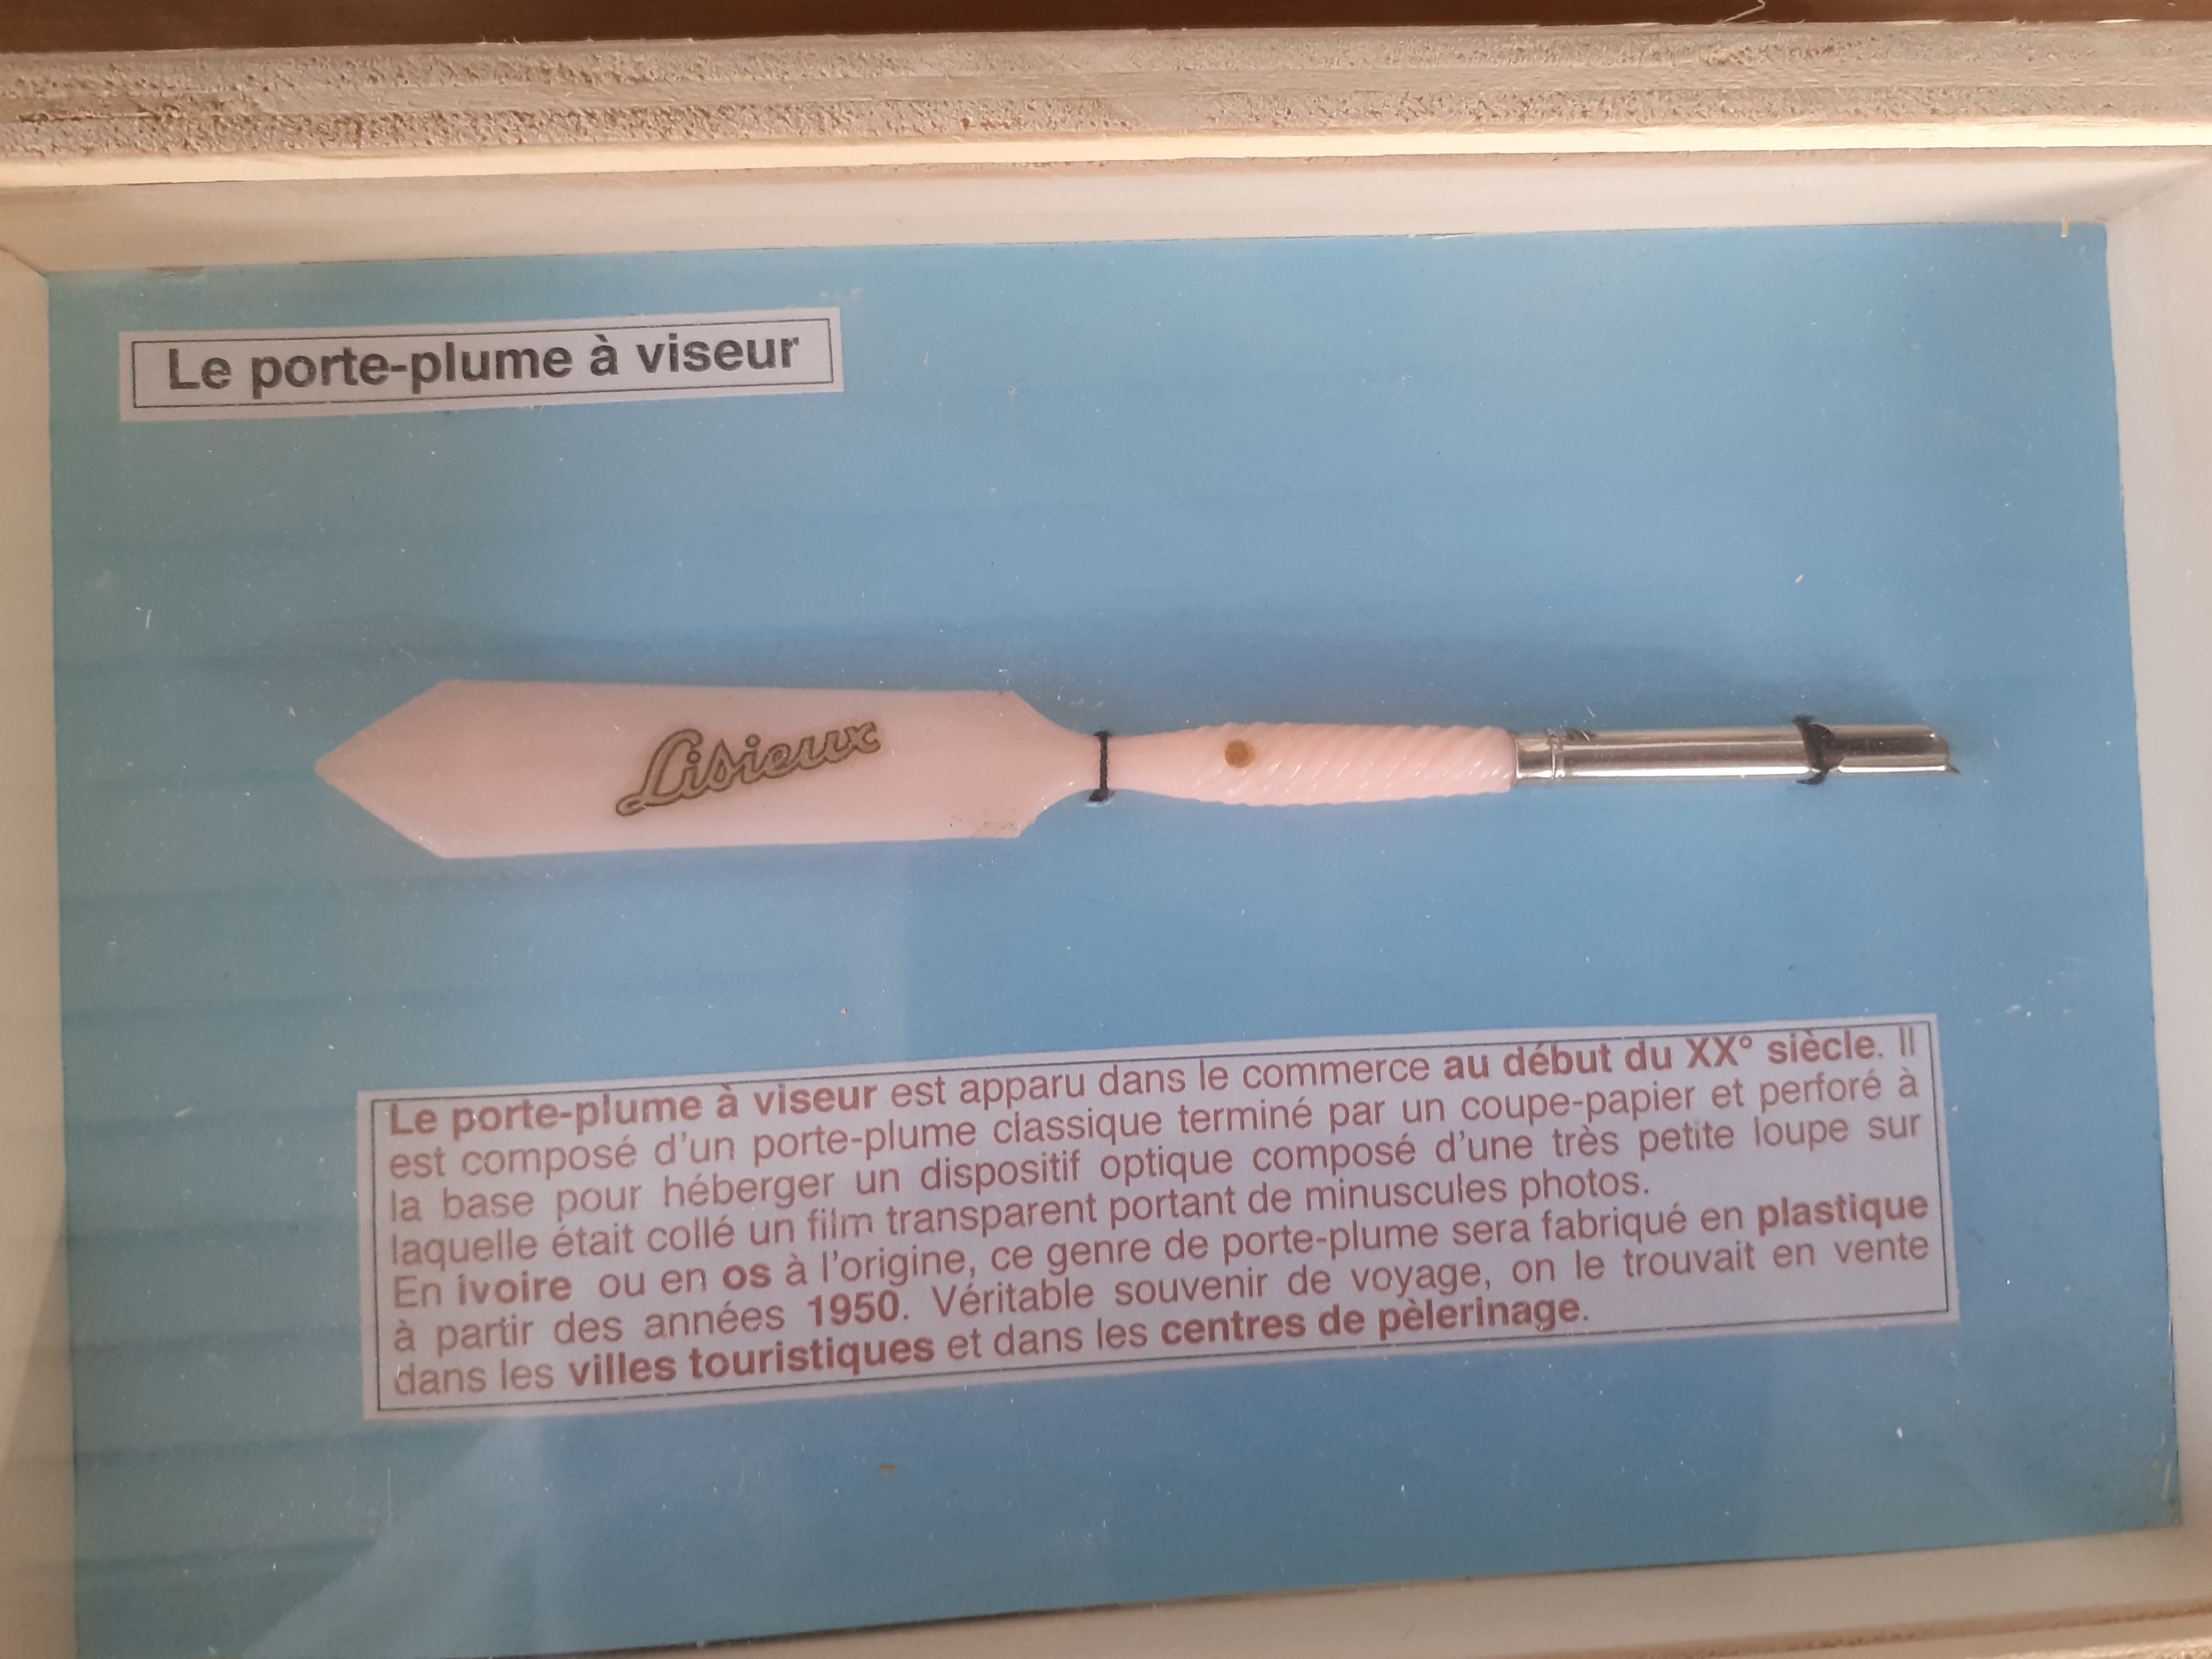 Le porte-plume à viseur
Lisieux
Le porte-plume à viseur est apparu dans le commerce au début du XX° siècle. Il
est composé d'un porte-plume classique terminé par un coupe-papier et perforé à
la base pour héberger un dispositif optique composé d'une très petite loupe sur
laquelle était collé un film transparent portant de minuscules photos.
En ivoire ou en os à l'origine, ce genre de porte-plume sera fabriqué en plastique
à partir des années 1950. Véritable souvenir de voyage, on le trouvait en vente
dans les villes touristiques et dans les centres de pèlerinage.